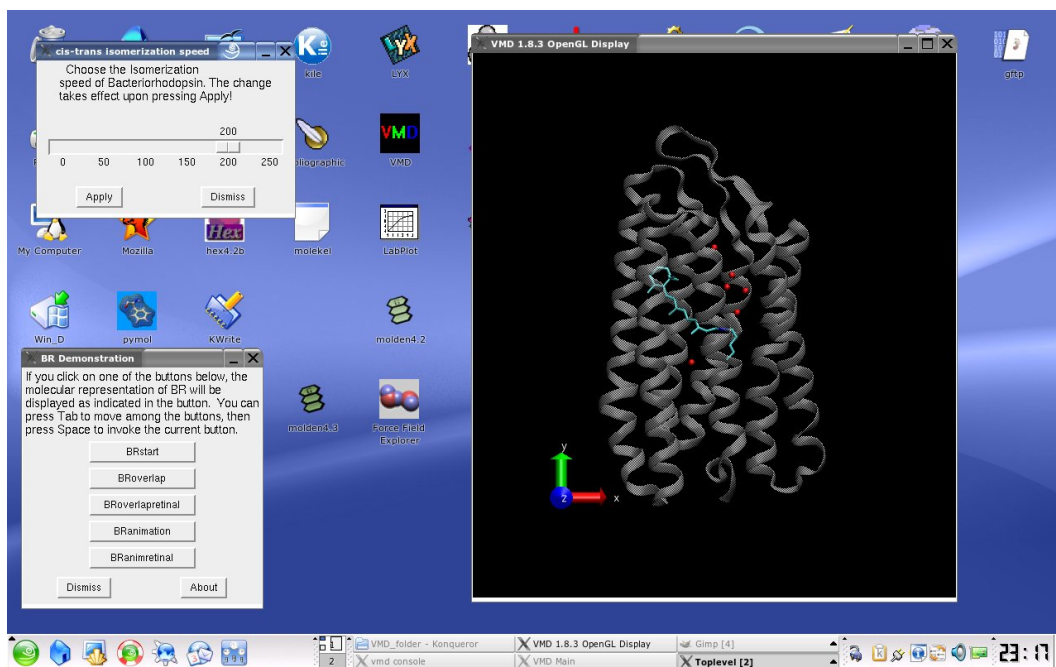 cis-trans isomerization speed
Choose the Isomerization
speed of Bacteriorhodopsin. The change
takes effect upon pressing Apply!
200
0 50 100 150 200 250
Apply Dismiss
kile
LYX
VMD 1.8.3 OpenGL Display
gftp
bliographic
VMD
VMD
My Computer
Mozilla
Hex
hex4.2b
molekel
LabPlot
Win_D
pymol
KWrite
molden4.2
BR Demonstration
If you click on one of the buttons below, the
molecular representation of BR will be
displayed as indicated in the button. You can
press Tab to move among the buttons, then
press Space to invoke the current button.
BRstart
BRoverlap
BRoverlapretinal
BRanimation
BRanimretinal
Dismiss About
molden4.3
Force Field
Explorer
y
z
x
1
2
VMD_folder - Konqueror
VMD 1.8.3 OpenGL Display
Gimp [4]
vmd console
VMD Main
Toplevel [2]
23:17